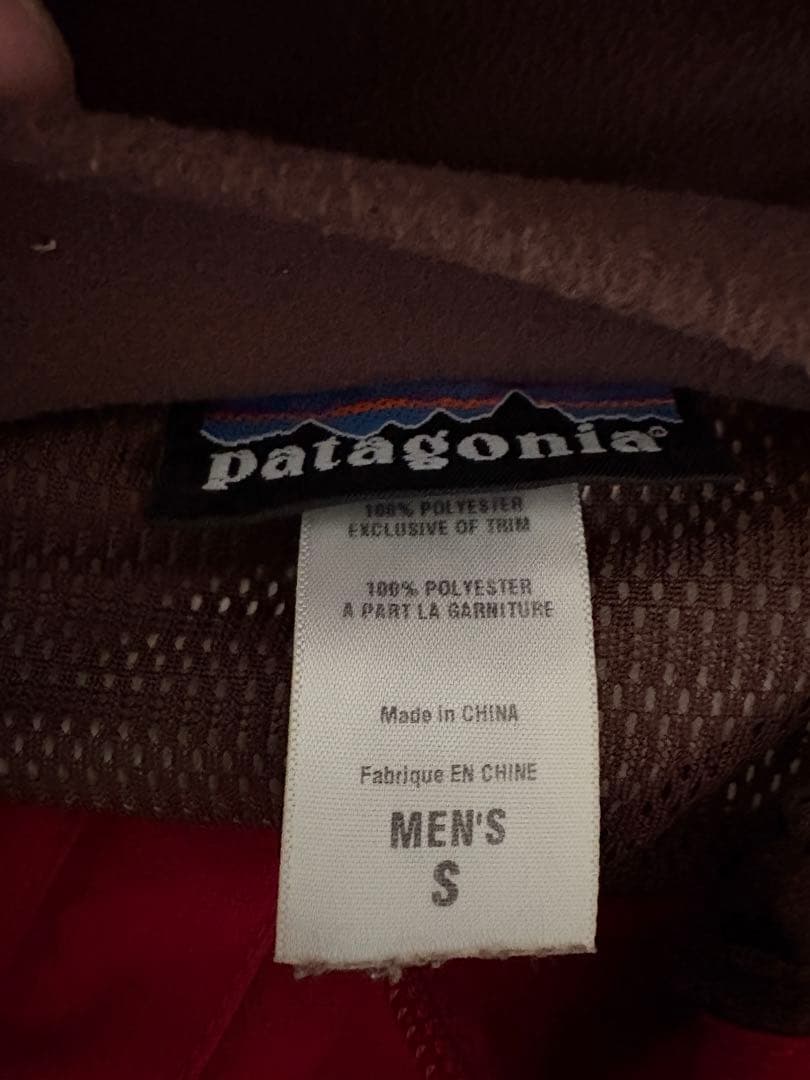 patagonia®
100% POLYESTER
EXCLUSIVE OF TRIM
100% POLYESTER
A PART LA GARNITURE
Made in CHINA
Fabrique EN CHINE
MEN'S
S